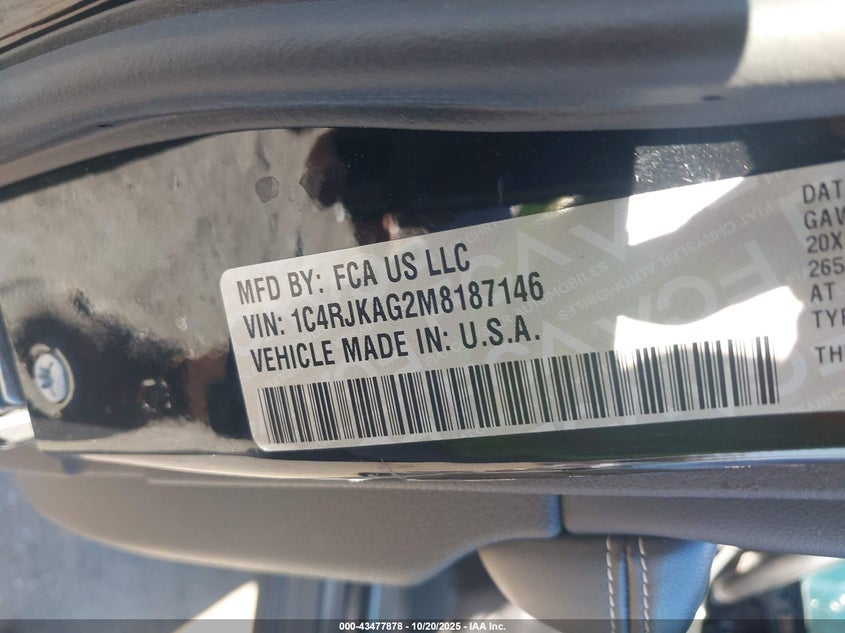 MFD BY: FCA US LLC
VIN: 1C4RJKAG2M8187146
VEHICLE MADE IN: U.S.A.
DAT
GAW
20X
265
AT
TYP
TH
000-43477878 - 10/20/2025 - IAA Inc.